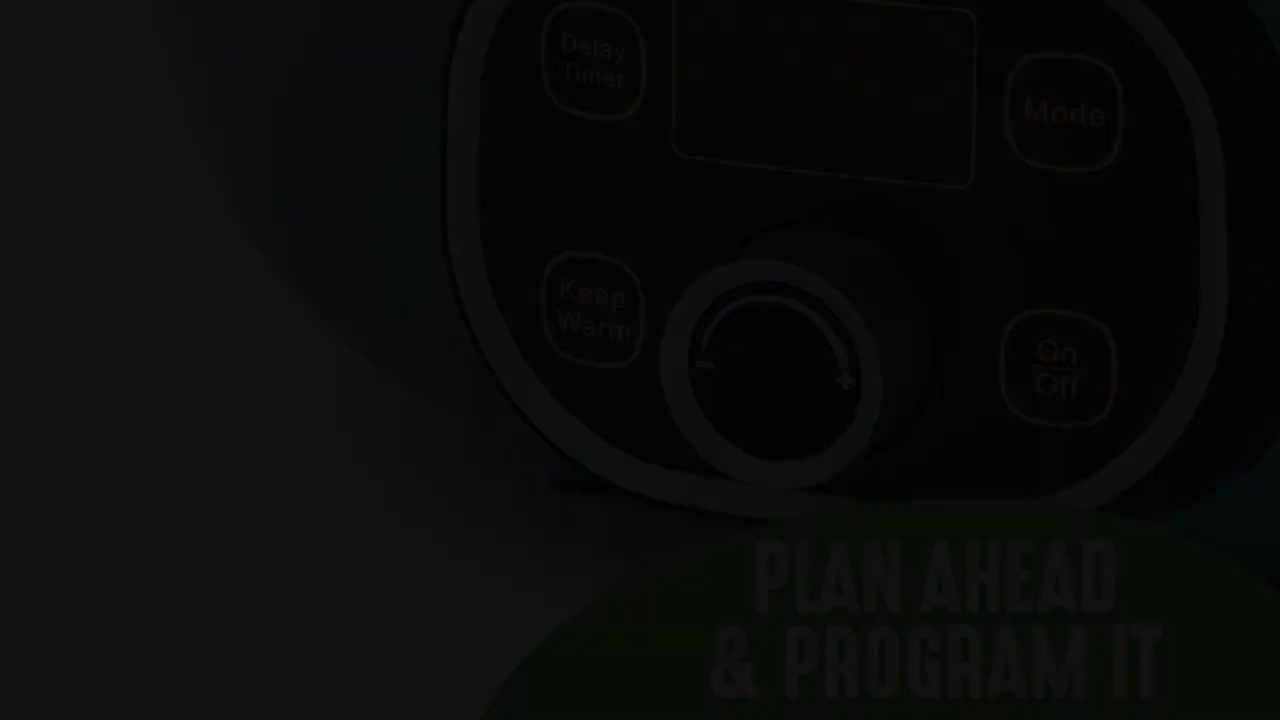 Delay
Timer
Mode
Keep
Warm
- +
On
Off
PLAN AHEAD
& PROGRAM IT